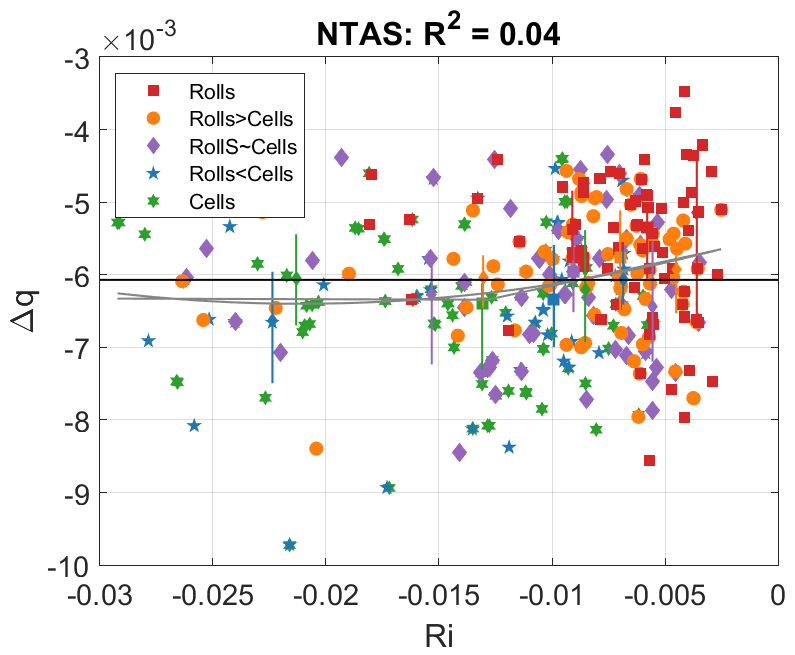 NTAS: R² = 0.04
×10⁻³
-3
-4
-5
-6
-7
-8
-9
-10
Δq
Rolls
Rolls>Cells
RollS~Cells
Rolls<Cells
Cells
-0.03 -0.025 -0.02 -0.015 -0.01 -0.005 0
Ri